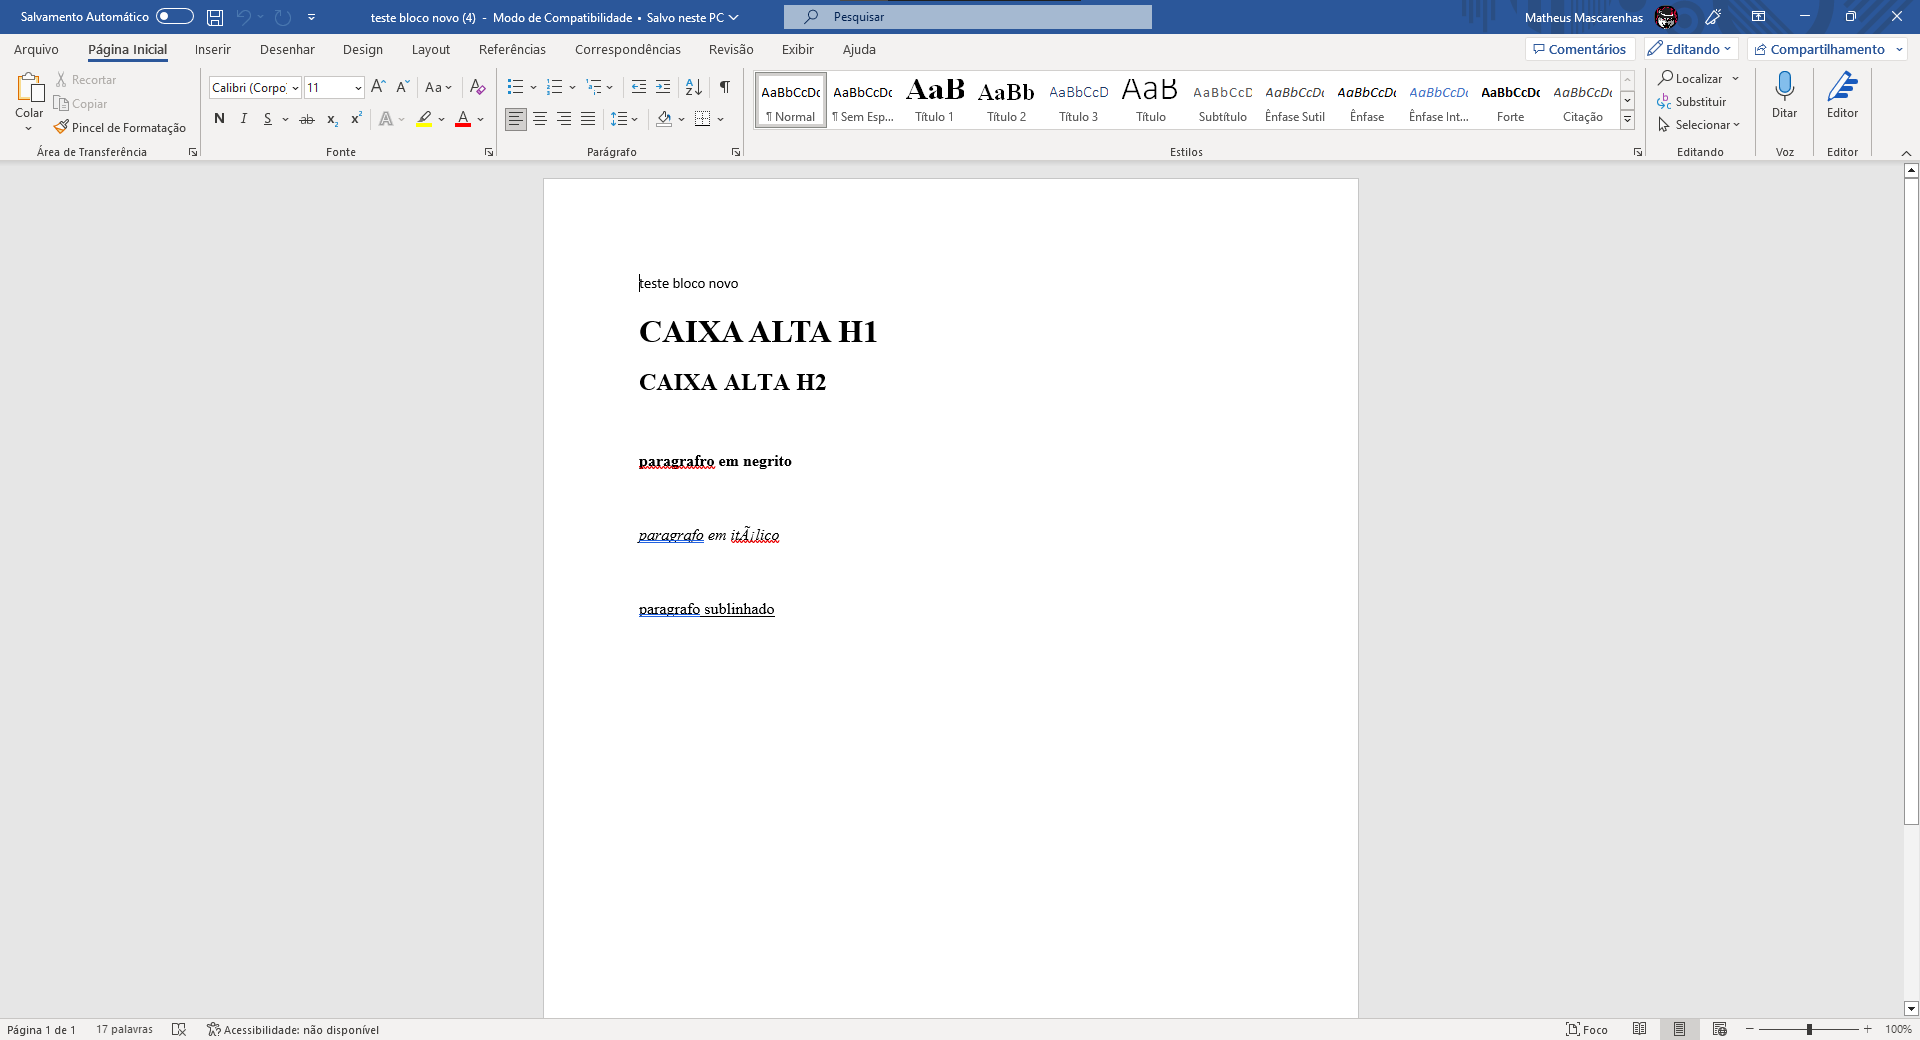 Salvamento Automático
teste bloco novo (4) - Modo de Compatibilidade • Salvo neste PC
Pesquisar
Matheus Mascarenhas
Arquivo Página Inicial Inserir Desenhar Design Layout Referências Correspondências Revisão Exibir Ajuda
Comentários Editando Compartilhamento
Colar
Recortar
Copiar
Pincel de Formatação
Área de Transferência
Calibri (Corpo) 11
Aa
N I S ab x₂ x² A A
Fonte
Parágrafo
AaBbCcDc AaBbCcDc AaB AaBb AaBbCcD AaB AaBbCcD AaBbCcDc AaBbCcDc AaBbCcDc AaBbCcDc AaBbCcDc
¶ Normal ¶ Sem Esp... Título 1 Título 2 Título 3 Título Subtítulo Ênfase Sutil Ênfase Ênfase Int... Forte Citação
Estilos
Localizar
Substituir
Selecionar
Editando
Ditar
Voz
Editor
Editor
teste bloco novo
CAIXA ALTA H1
CAIXA ALTA H2
paragrafro em negrito
paragrafo em itÃ¡lico
paragrafo sublinhado
Página 1 de 1 17 palavras Acessibilidade: não disponível
Foco
100%